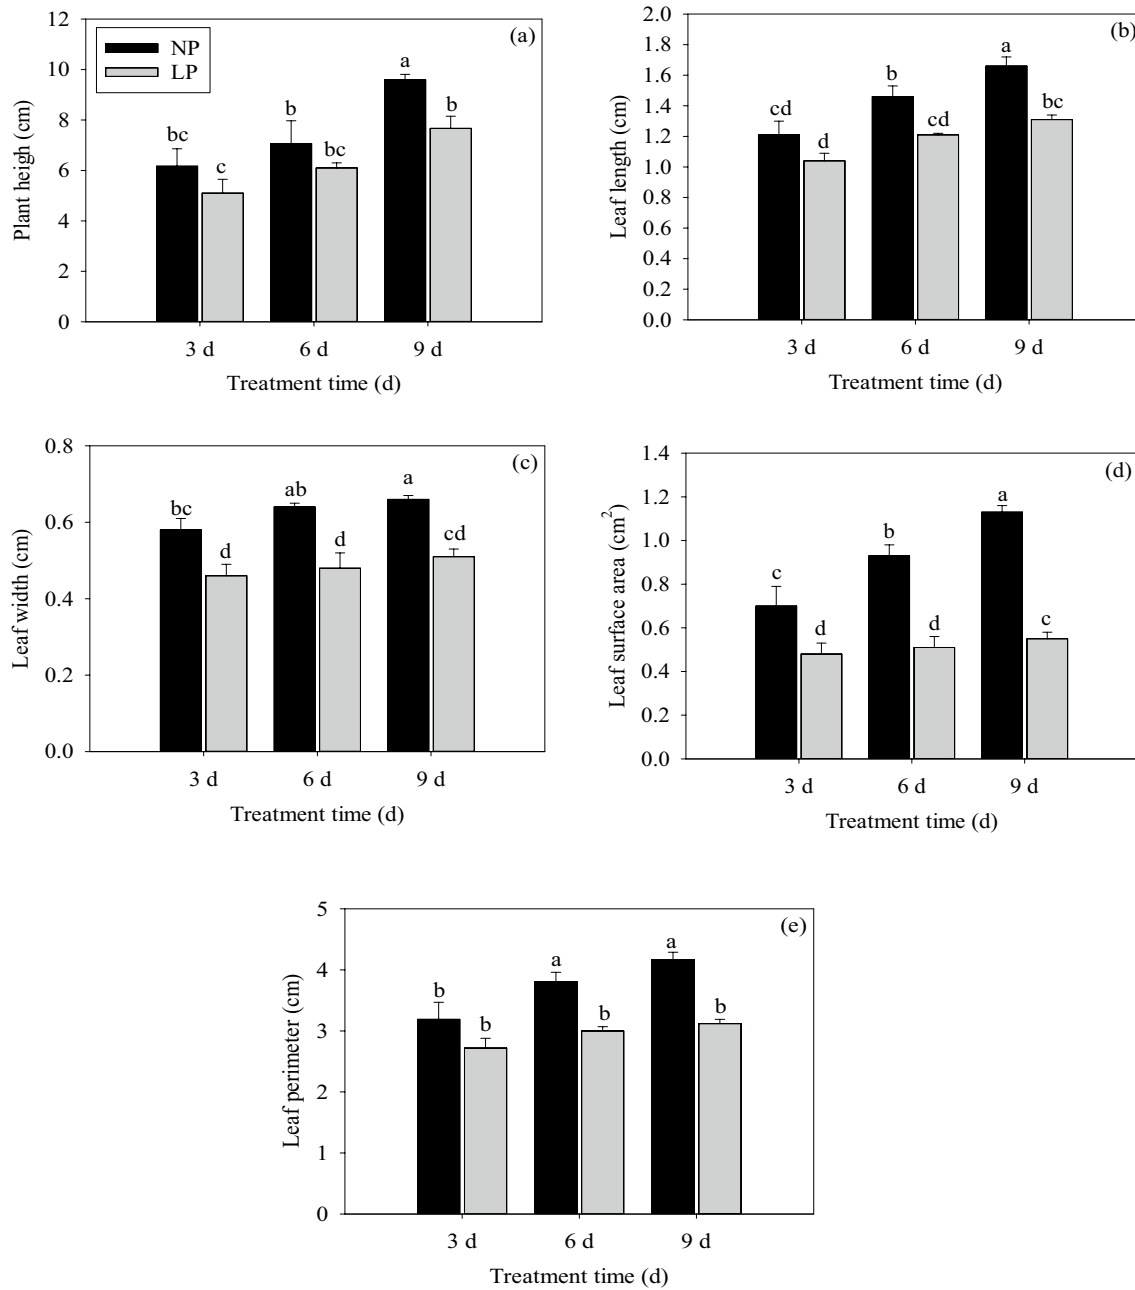 12
10
8
6
4
2
0
Plant heigh (cm)
NP
LP
(a)
bc
c
b
bc
a
b
3 d
6 d
9 d
Treatment time (d)
2.0
1.8
1.6
1.4
1.2
1.0
0.8
0.6
0.4
0.2
0.0
Leaf length (cm)
(b)
cd
d
b
cd
a
bc
3 d
6 d
9 d
Treatment time (d)
0.8
0.6
0.4
0.2
0.0
Leaf width (cm)
(c)
bc
d
ab
d
a
cd
3 d
6 d
9 d
Treatment time (d)
1.4
1.2
1.0
0.8
0.6
0.4
0.2
0.0
Leaf surface area (cm²)
(d)
c
d
b
d
a
c
3 d
6 d
9 d
Treatment time (d)
5
4
3
2
1
0
Leaf perimeter (cm)
(e)
b
b
a
b
a
b
3 d
6 d
9 d
Treatment time (d)